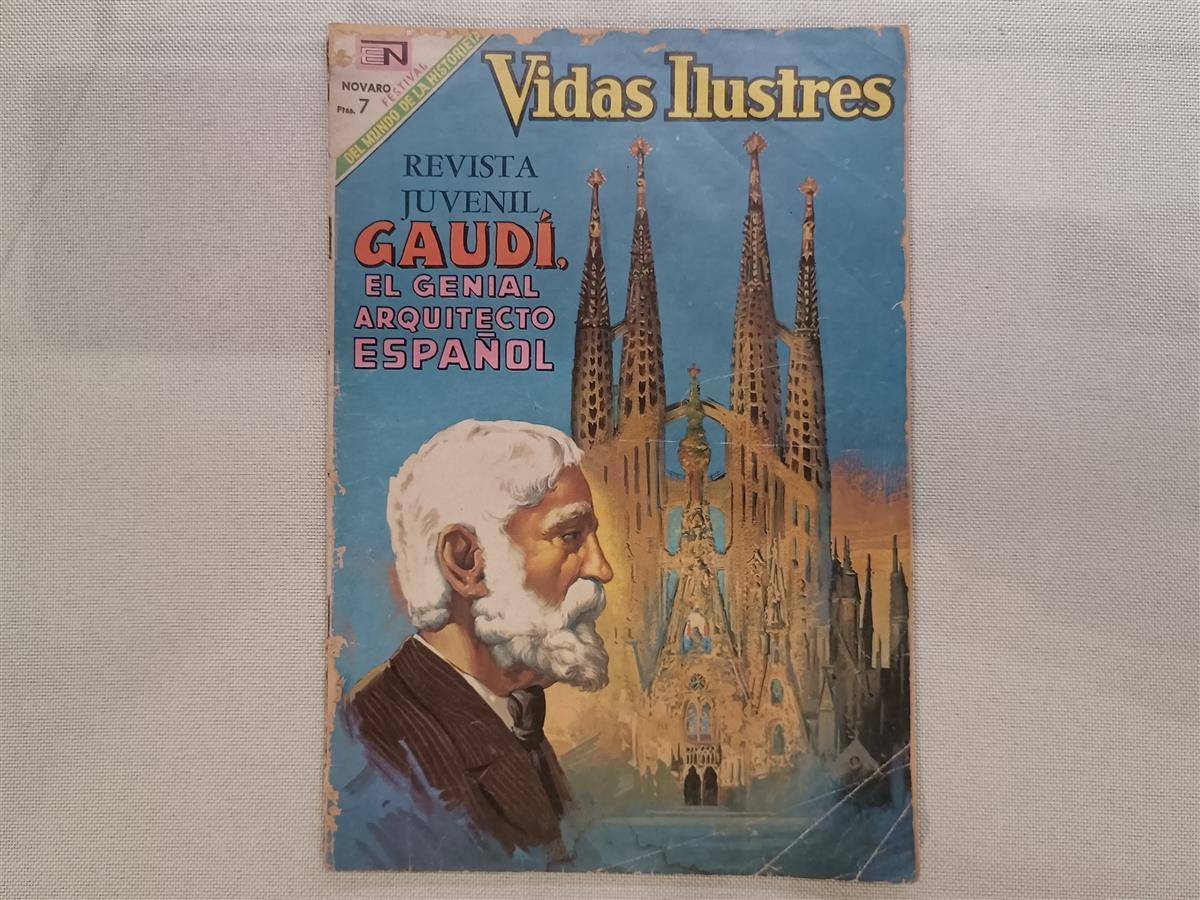 EN
NOVARO
Ptas. 7
FESTIVAL
DEL MUNDO DE LA HISTORIETA
Vidas Ilustres
REVISTA
JUVENIL
GAUDÍ,
EL GENIAL
ARQUITECTO
ESPAÑOL